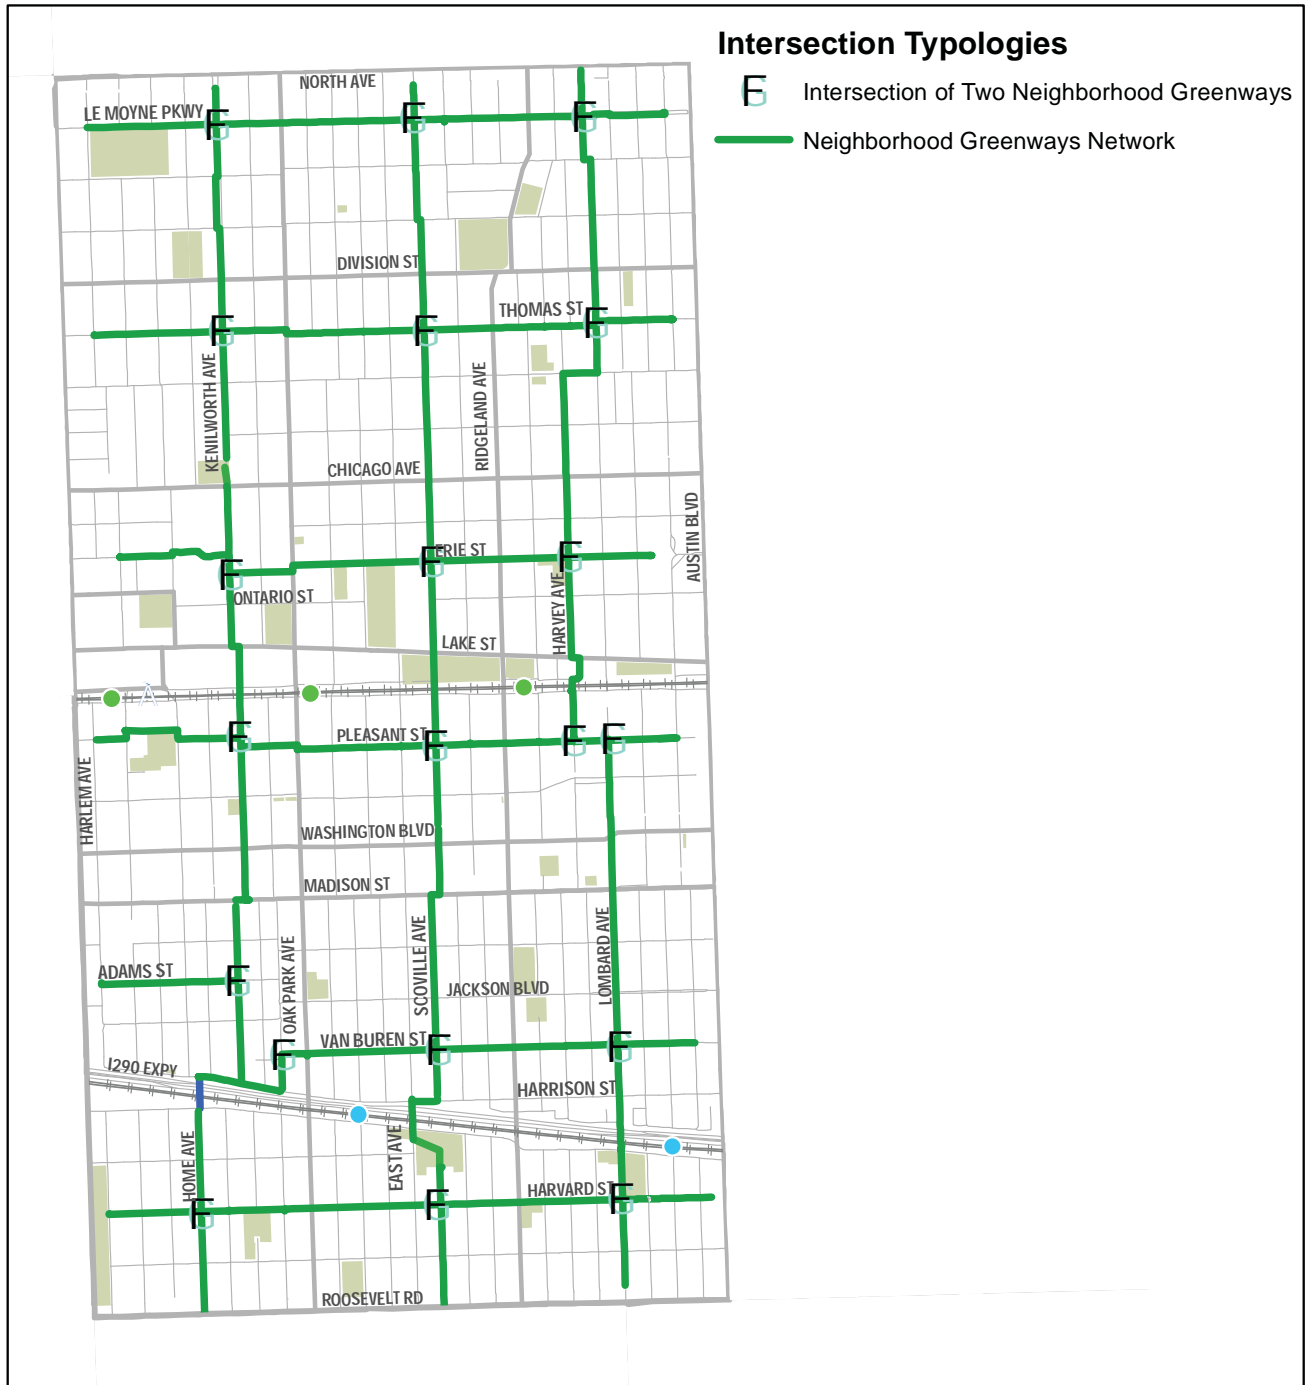 Intersection Typologies
FG Intersection of Two Neighborhood Greenways
Neighborhood Greenways Network
NORTH AVE
LE MOYNE PKWY
DIVISION ST
THOMAS ST
KENILWORTH AVE
RIDGELAND AVE
CHICAGO AVE
AUSTIN BLVD
ERIE ST
ONTARIO ST
HARVEY AVE
LAKE ST
PLEASANT ST
HARLEM AVE
WASHINGTON BLVD
MADISON ST
SCOVILLE AVE
LOMBARD AVE
OAK PARK AVE
ADAMS ST
JACKSON BLVD
VAN BUREN ST
I290 EXPY
HARRISON ST
EAST AVE
HOME AVE
HARVARD ST
ROOSEVELT RD